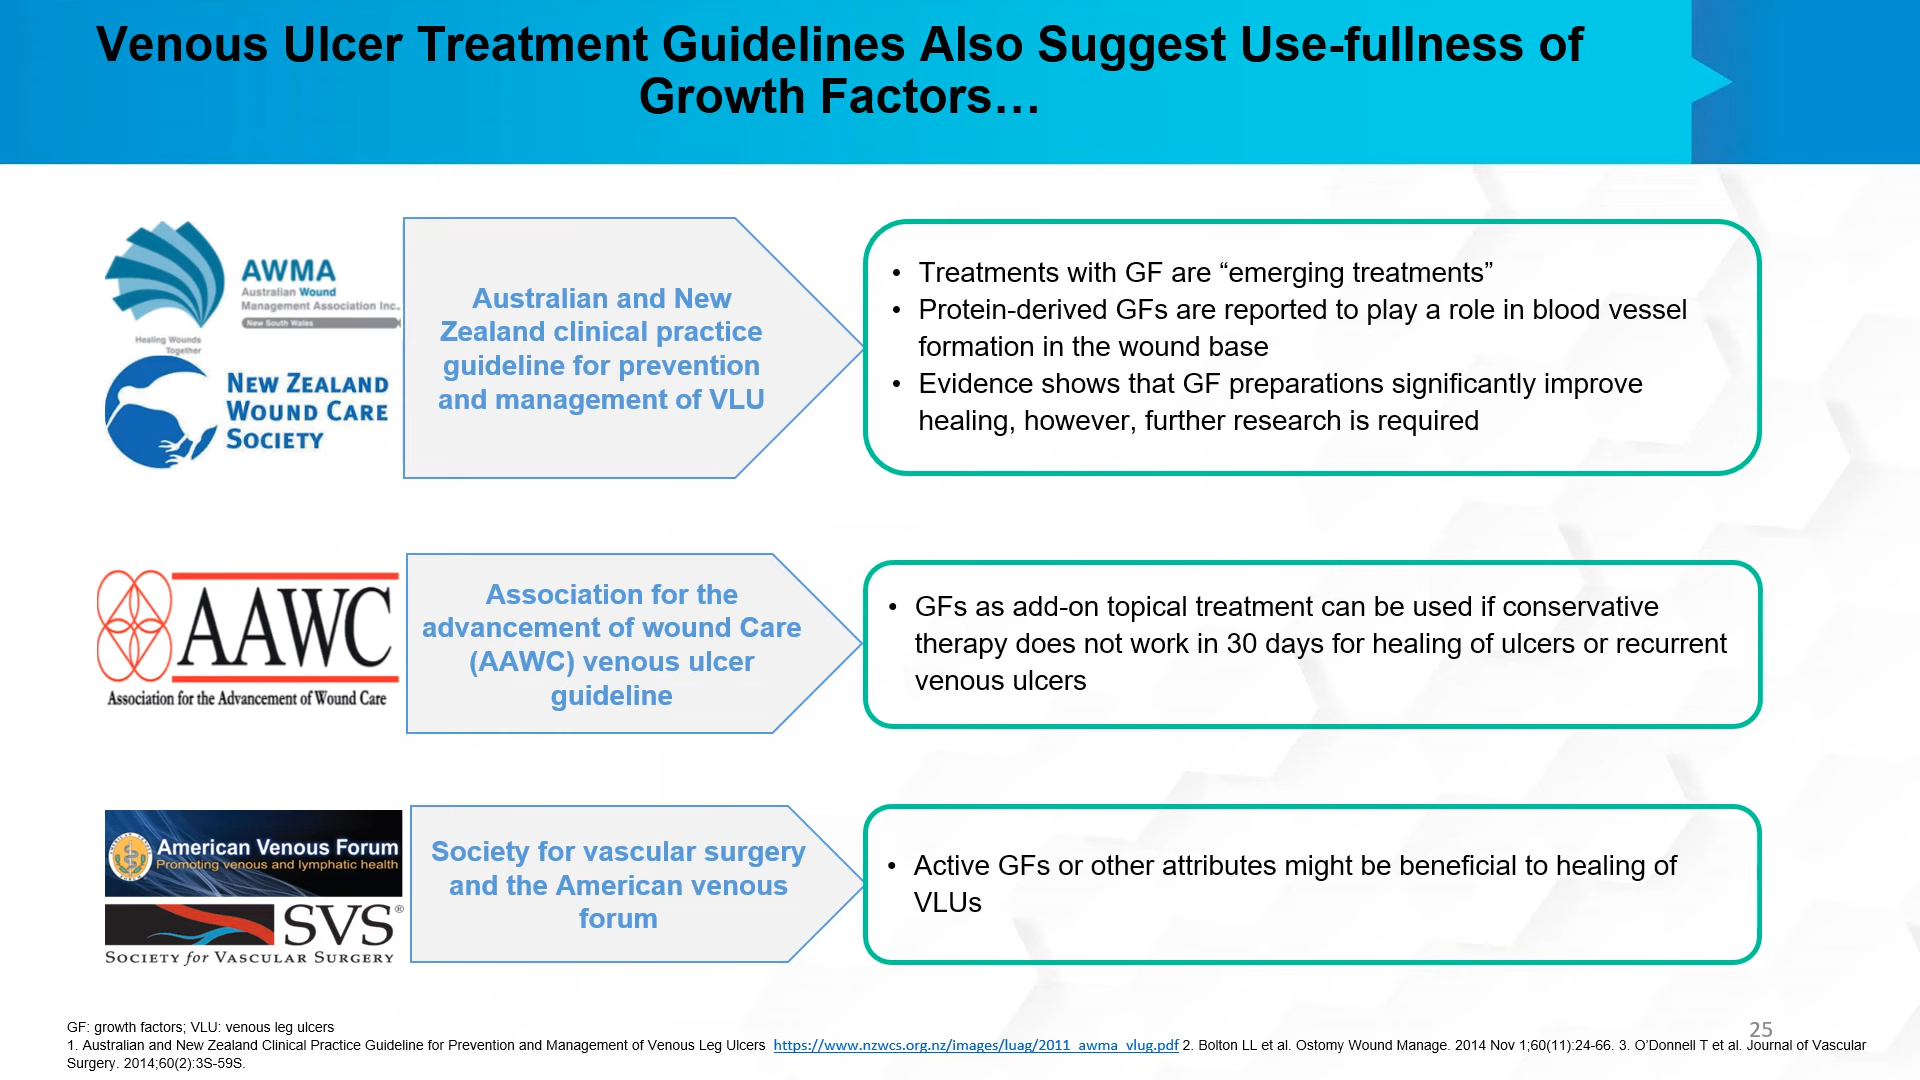 Venous Ulcer Treatment Guidelines Also Suggest Use-fullness of
Growth Factors…
AWMA
Australian Wound
Management Association Inc.
New South Wales
Healing Wounds
Together
NEW ZEALAND
WOUND CARE
SOCIETY
Australian and New
Zealand clinical practice
guideline for prevention
and management of VLU
• Treatments with GF are “emerging treatments”
• Protein-derived GFs are reported to play a role in blood vessel
formation in the wound base
• Evidence shows that GF preparations significantly improve
healing, however, further research is required
AAWC
Association for the Advancement of Wound Care
Association for the
advancement of wound Care
(AAWC) venous ulcer
guideline
• GFs as add-on topical treatment can be used if conservative
therapy does not work in 30 days for healing of ulcers or recurrent
venous ulcers
American Venous Forum
Promoting venous and lymphatic health
SVS®
SOCIETY for VASCULAR SURGERY
Society for vascular surgery
and the American venous
forum
• Active GFs or other attributes might be beneficial to healing of
VLUs
GF: growth factors; VLU: venous leg ulcers
25
1. Australian and New Zealand Clinical Practice Guideline for Prevention and Management of Venous Leg Ulcers https://www.nzwcs.org.nz/images/luag/2011_awma_vlug.pdf 2. Bolton LL et al. Ostomy Wound Manage. 2014 Nov 1;60(11):24-66. 3. O’Donnell T et al. Journal of Vascular
Surgery. 2014;60(2):3S-59S.